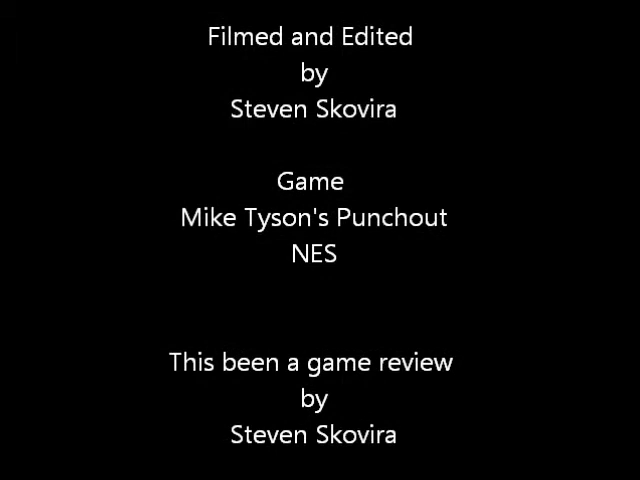 Filmed and Edited
by
Steven Skovira
Game
Mike Tyson's Punchout
NES
This been a game review
by
Steven Skovira